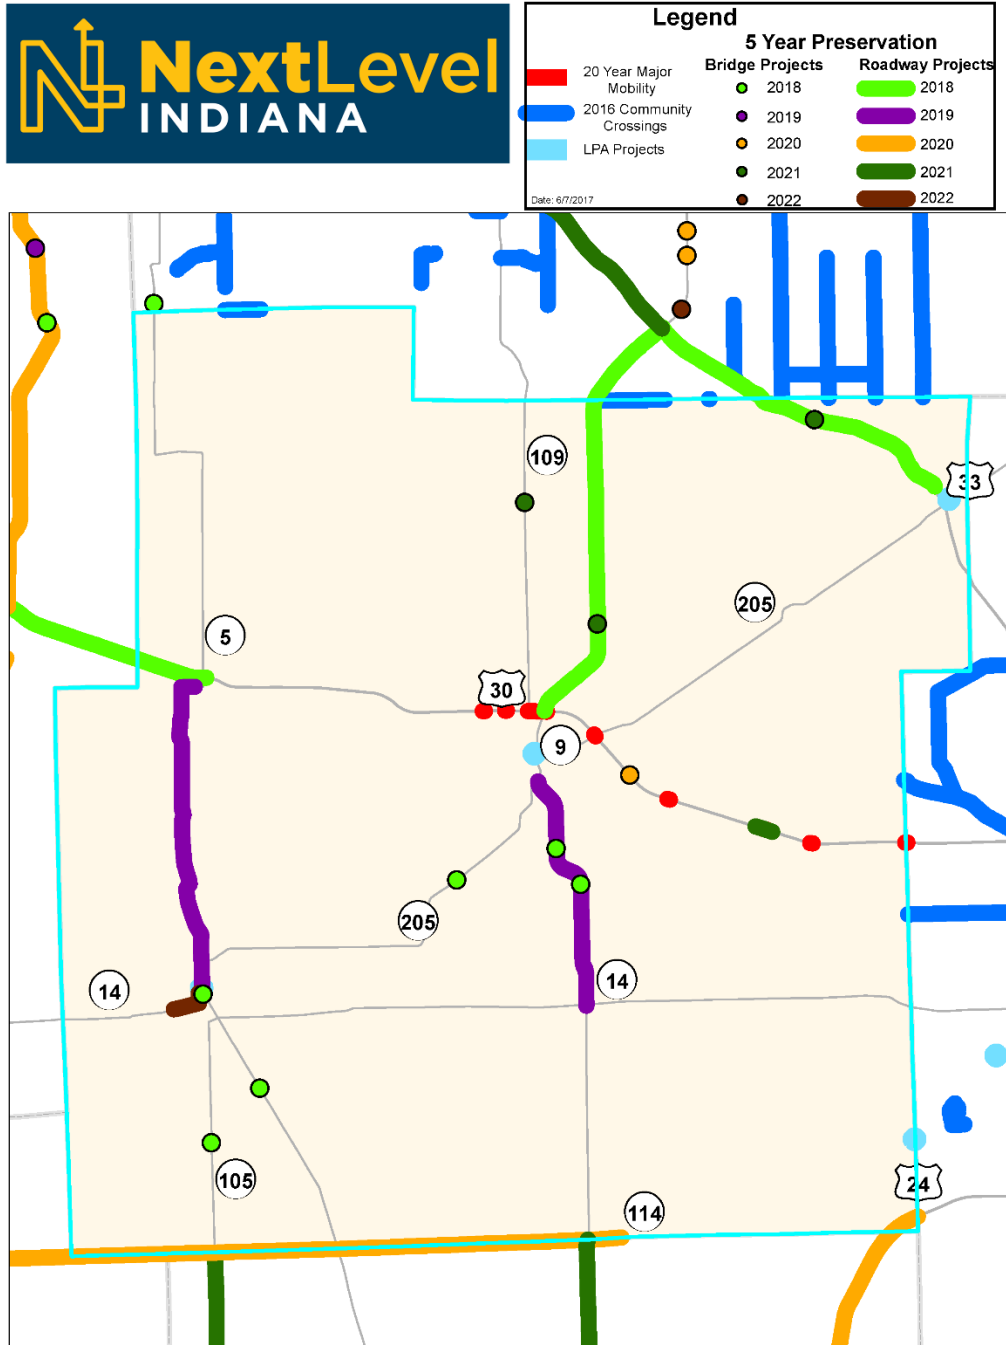 NextLevel
INDIANA
Legend
5 Year Preservation
Bridge Projects
Roadway Projects
20 Year Major
Mobility
2016 Community
Crossings
LPA Projects
2018
2019
2020
2021
2022
2018
2019
2020
2021
2022
Date: 6/7/2017
109
33
205
5
30
9
205
14
14
105
24
114